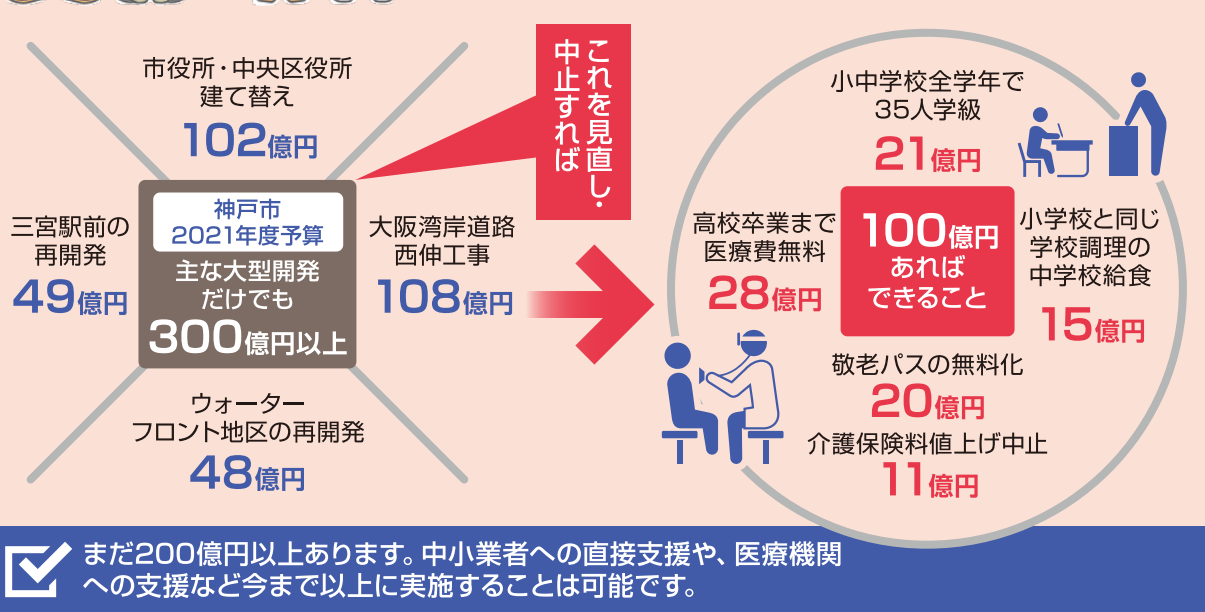 市役所・中央区役所
建て替え
102億円
三宮駅前の
再開発
49億円
神戸市
2021年度予算
主な大型開発
だけでも
300億円以上
大阪湾岸道路
西伸工事
108億円
ウォーター
フロント地区の再開発
48億円
これを見直し・
中止すれば
小中学校全学年で
35人学級
21億円
高校卒業まで
医療費無料
28億円
100億円
あれば
できること
小学校と同じ
学校調理の
中学校給食
15億円
敬老パスの無料化
20億円
介護保険料値上げ中止
11億円
まだ200億円以上あります。中小業者への直接支援や、医療機関
への支援など今まで以上に実施することは可能です。